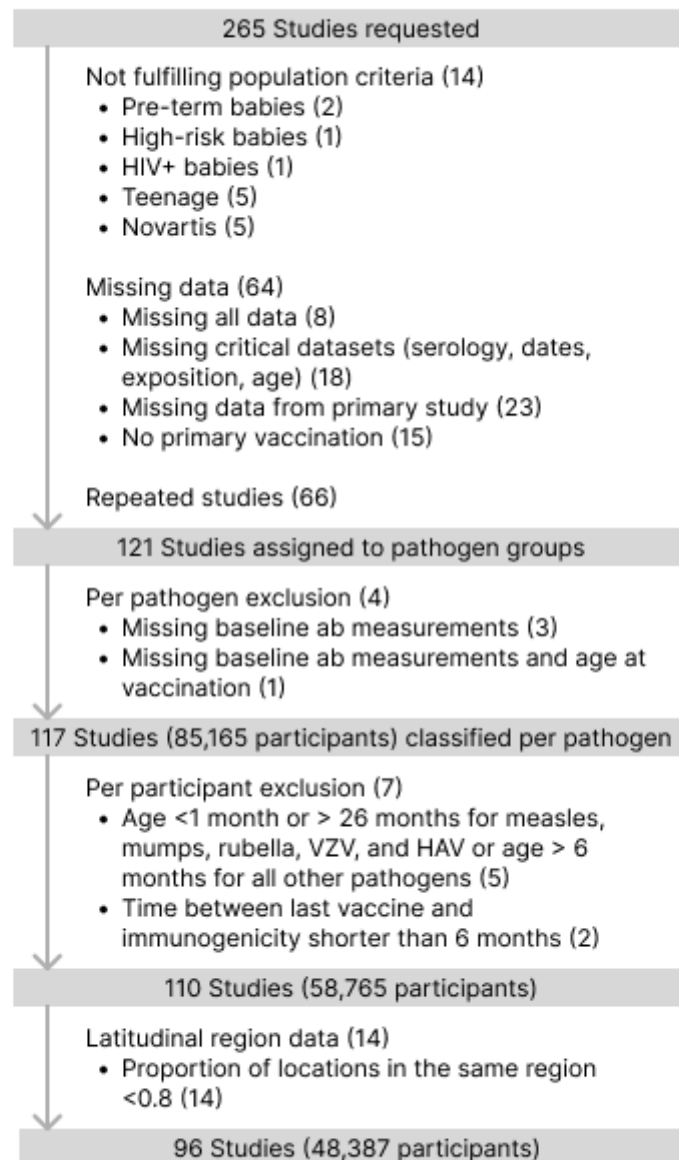 265 Studies requested
Not fulfilling population criteria (14)
• Pre-term babies (2)
• High-risk babies (1)
• HIV+ babies (1)
• Teenage (5)
• Novartis (5)
Missing data (64)
• Missing all data (8)
• Missing critical datasets (serology, dates,
exposition, age) (18)
• Missing data from primary study (23)
• No primary vaccination (15)
Repeated studies (66)
121 Studies assigned to pathogen groups
Per pathogen exclusion (4)
• Missing baseline ab measurements (3)
• Missing baseline ab measurements and age at
vaccination (1)
117 Studies (85,165 participants) classified per pathogen
Per participant exclusion (7)
• Age <1 month or > 26 months for measles,
mumps, rubella, VZV, and HAV or age > 6
months for all other pathogens (5)
• Time between last vaccine and
immunogenicity shorter than 6 months (2)
110 Studies (58,765 participants)
Latitudinal region data (14)
• Proportion of locations in the same region
<0.8 (14)
96 Studies (48,387 participants)